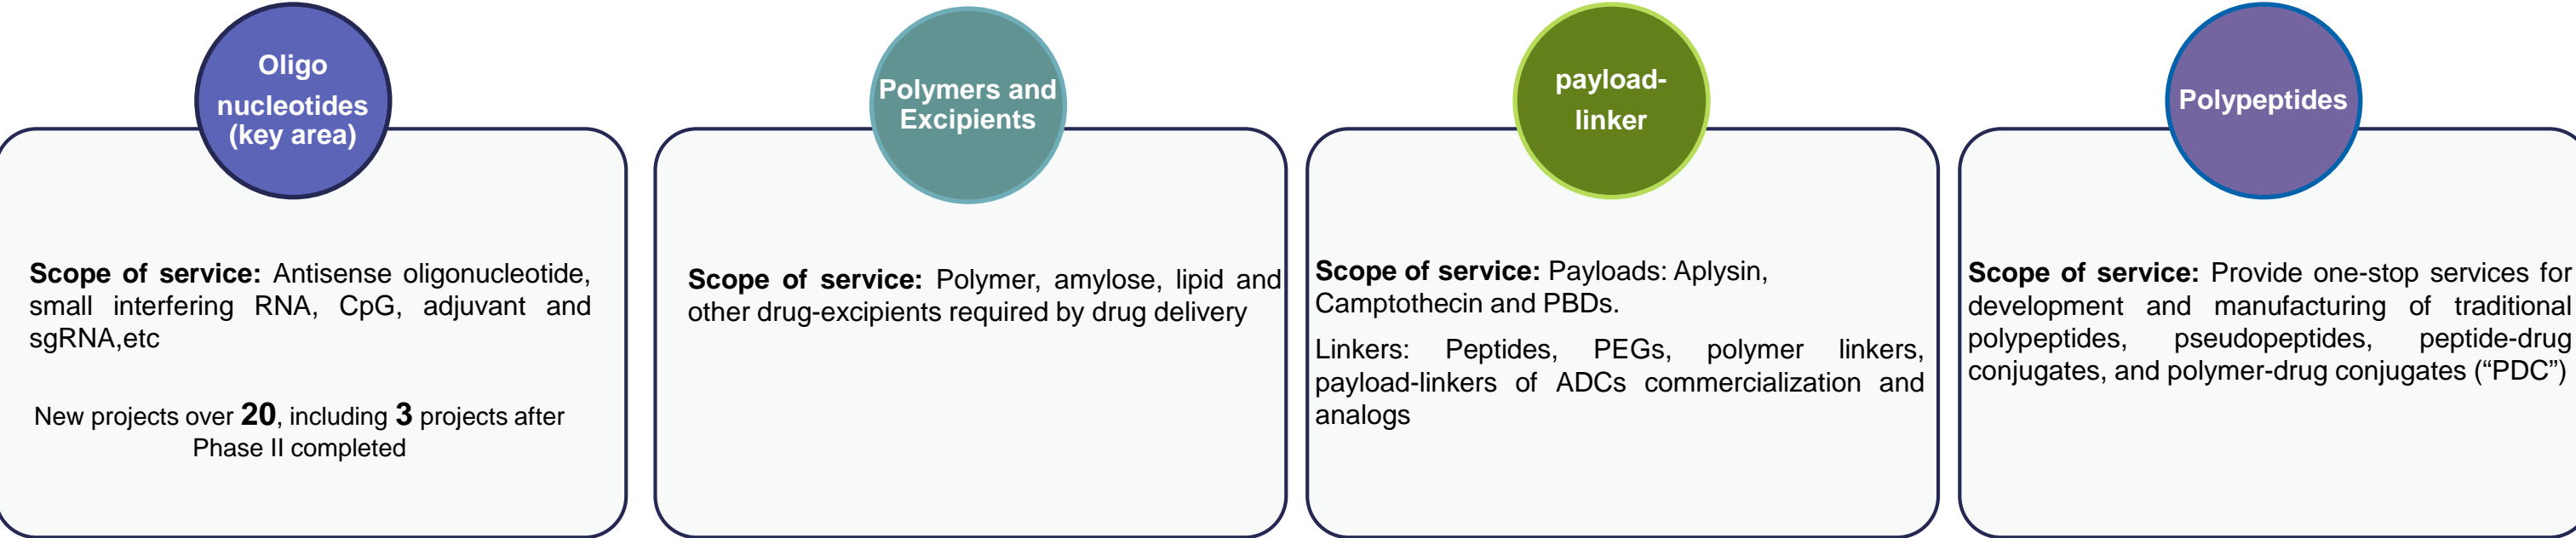 Oligo
nucleotides
(key area)
Scope of service: Antisense oligonucleotide,
small interfering RNA, CpG, adjuvant and
sgRNA,etc
New projects over 20, including 3 projects after
Phase II completed
Polymers and
Excipients
Scope of service: Polymer, amylose, lipid and
other drug-excipients required by drug delivery
payload-
linker
Scope of service: Payloads: Aplysin,
Camptothecin and PBDs.
Linkers: Peptides, PEGs, polymer linkers,
payload-linkers of ADCs commercialization and
analogs
Polypeptides
Scope of service: Provide one-stop services for
development and manufacturing of traditional
polypeptides, pseudopeptides, peptide-drug
conjugates, and polymer-drug conjugates (“PDC”)